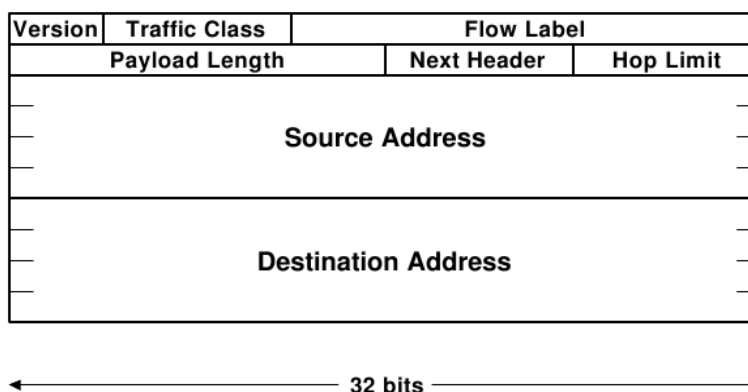 Version Traffic Class Flow Label
Payload Length Next Header Hop Limit
Source Address
Destination Address
32 bits